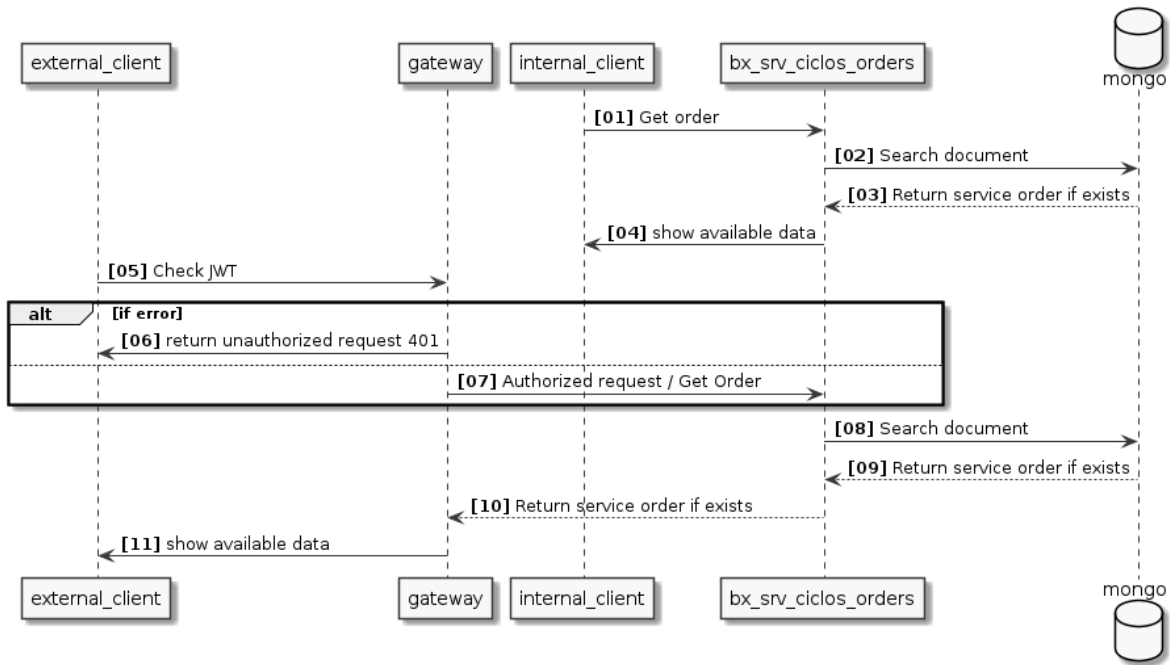 external_client
gateway
internal_client
bx_srv_ciclos_orders
mongo
[01] Get order
[02] Search document
[03] Return service order if exists
[04] show available data
[05] Check JWT
alt [if error]
[06] return unauthorized request 401
[07] Authorized request / Get Order
[08] Search document
[09] Return service order if exists
[10] Return service order if exists
[11] show available data
external_client
gateway
internal_client
bx_srv_ciclos_orders
mongo